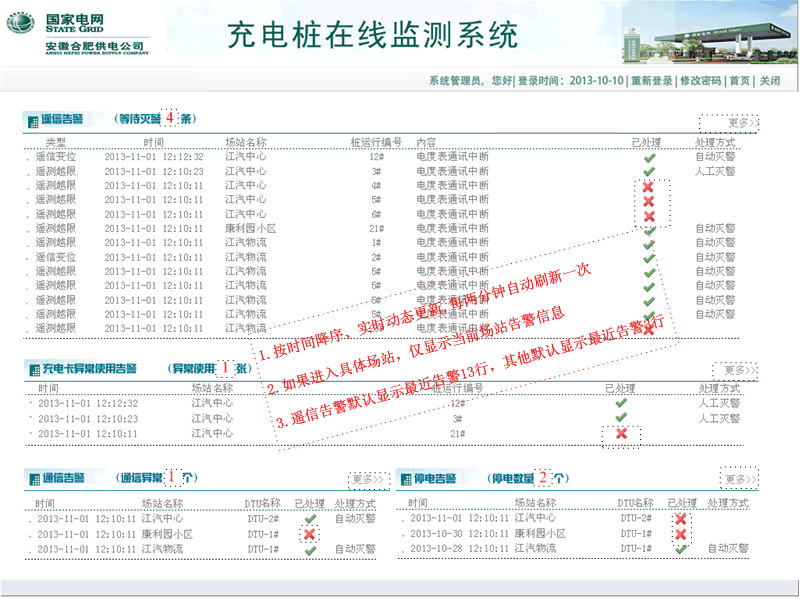 国家电网
STATE GRID
安徽合肥供电公司
ANHUI HEFEI POWER SUPPLY COMPANY
充电桩在线监测系统
系统管理员, 您好| 登录时间: 2013-10-10 | 重新登录 | 修改密码 | 首页 | 关闭
遥信告警 (等待灭警 4 条) 更多>>
类型 时间 场站名称 桩运行编号 内容 已处理 处理方式
遥信变位 2013-11-01 12:12:32 江汽中心 12# 电度表通讯中断 自动灭警
遥测越限 2013-11-01 12:10:23 江汽中心 3# 电度表通讯中断 人工灭警
遥测越限 2013-11-01 12:10:11 江汽中心 4# 电度表通讯中断
遥测越限 2013-11-01 12:10:11 江汽中心 5# 电度表通讯中断
遥测越限 2013-11-01 12:10:11 江汽中心 6# 电度表通讯中断
遥测越限 2013-11-01 12:10:11 康利园小区 21# 电度表通讯中断 自动灭警
遥测越限 2013-11-01 12:10:11 江汽物流 1# 电度表通讯中断 自动灭警
遥信变位 2013-11-01 12:10:11 江汽物流 2# 电度表通讯中断 自动灭警
遥测越限 2013-11-01 12:10:11 江汽物流 5# 电度表通讯中断 自动灭警
遥测越限 2013-11-01 12:10:11 江汽物流 5# 电度表通讯中断 自动灭警
遥测越限 2013-11-01 12:10:11 江汽物流 5# 电度表通讯中断 自动灭警
遥测越限 2013-11-01 12:10:11 江汽物流 5# 电度表通讯中断 自动灭警
遥测越限 2013-11-01 12:10:11 江汽物流 电度表通讯中断
1. 按时间降序、实时动态更新,每两分钟自动刷新一次
2. 如果进入具体场站，仅显示当前场站告警信息
3. 遥信告警默认显示最近告警13行，其他默认显示最近告警3行
充电卡异常使用告警 (异常使用 1 张) 更多>>
时间 场站名称 桩运行编号 已处理 处理方式
2013-11-01 12:12:32 江汽中心 12# 人工灭警
2013-11-01 12:10:23 江汽中心 3# 人工灭警
2013-11-01 12:10:11 江汽中心 21#
通信告警 (通信异常 1 个) 更多>>
时间 场站名称 DTU名称 已处理 处理方式
2013-11-01 12:10:11 江汽中心 DTU-2# 自动灭警
2013-11-01 12:10:11 康利园小区 DTU-1#
2013-11-01 12:10:11 江汽物流 DTU-1# 自动灭警
停电告警 (停电数量 2 个) 更多>>
时间 场站名称 DTU名称 已处理 处理方式
2013-11-01 12:10:11 江汽中心 DTU-2#
2013-10-30 12:10:11 康利园小区 DTU-1#
2013-10-28 12:10:11 江汽物流 DTU-1# 自动灭警